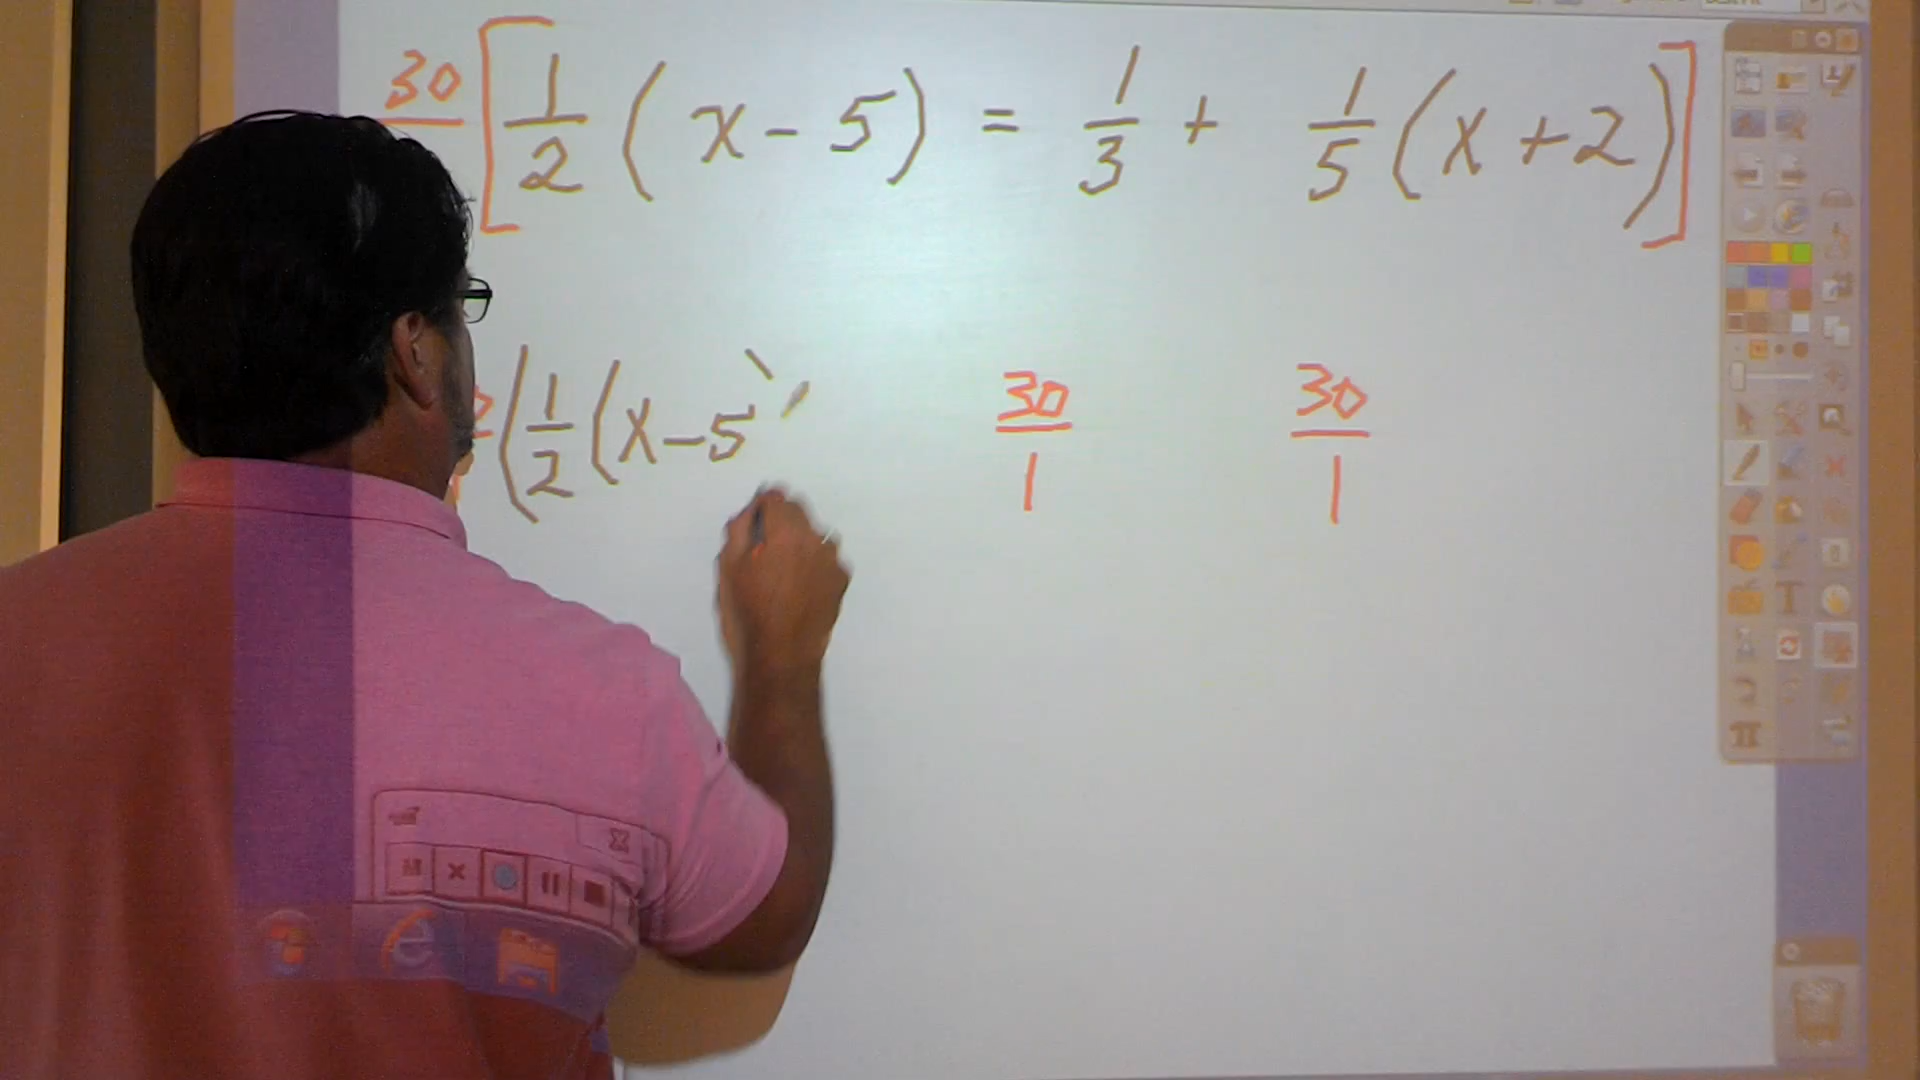 30 [ 1/2 ( x - 5 ) = 1/3 + 1/5 ( x + 2 ) ]
( 1/2 ( x - 5 ) 30/1 30/1